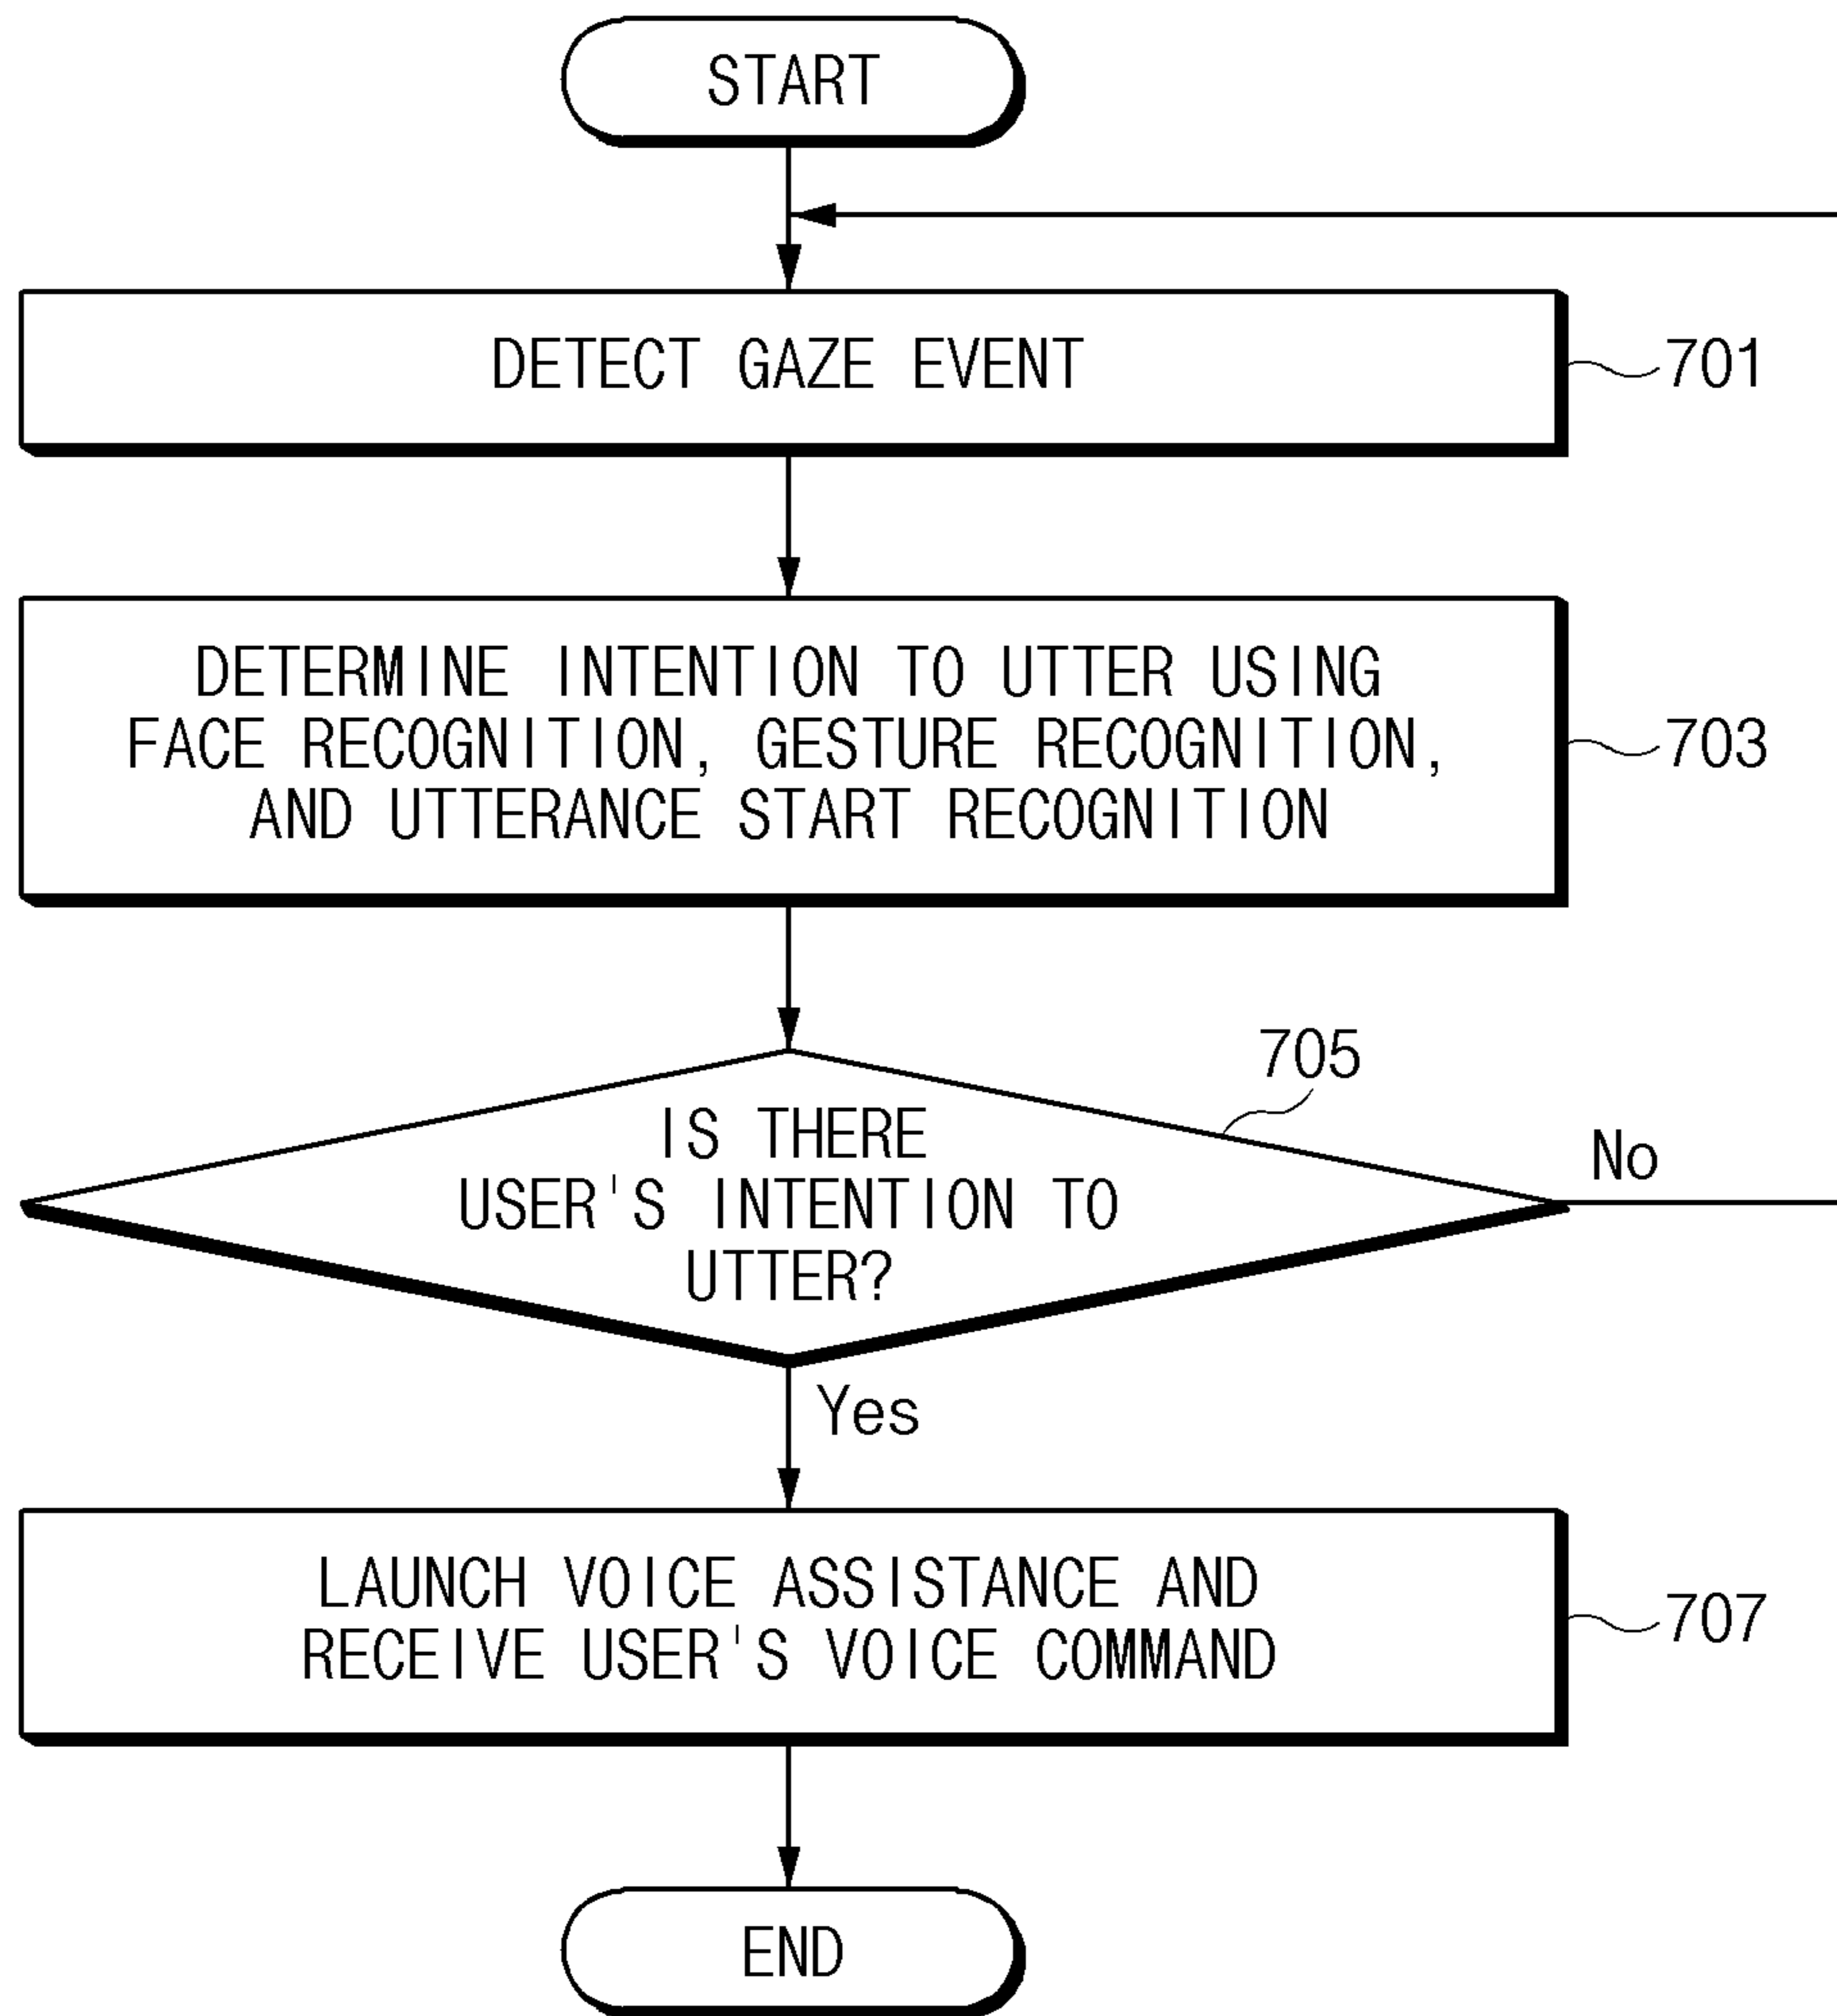 START
DETECT GAZE EVENT
701
DETERMINE INTENTION TO UTTER USING
FACE RECOGNITION, GESTURE RECOGNITION,
AND UTTERANCE START RECOGNITION
703
705
IS THERE
USER'S INTENTION TO
UTTER?
No
Yes
LAUNCH VOICE ASSISTANCE AND
RECEIVE USER'S VOICE COMMAND
707
END